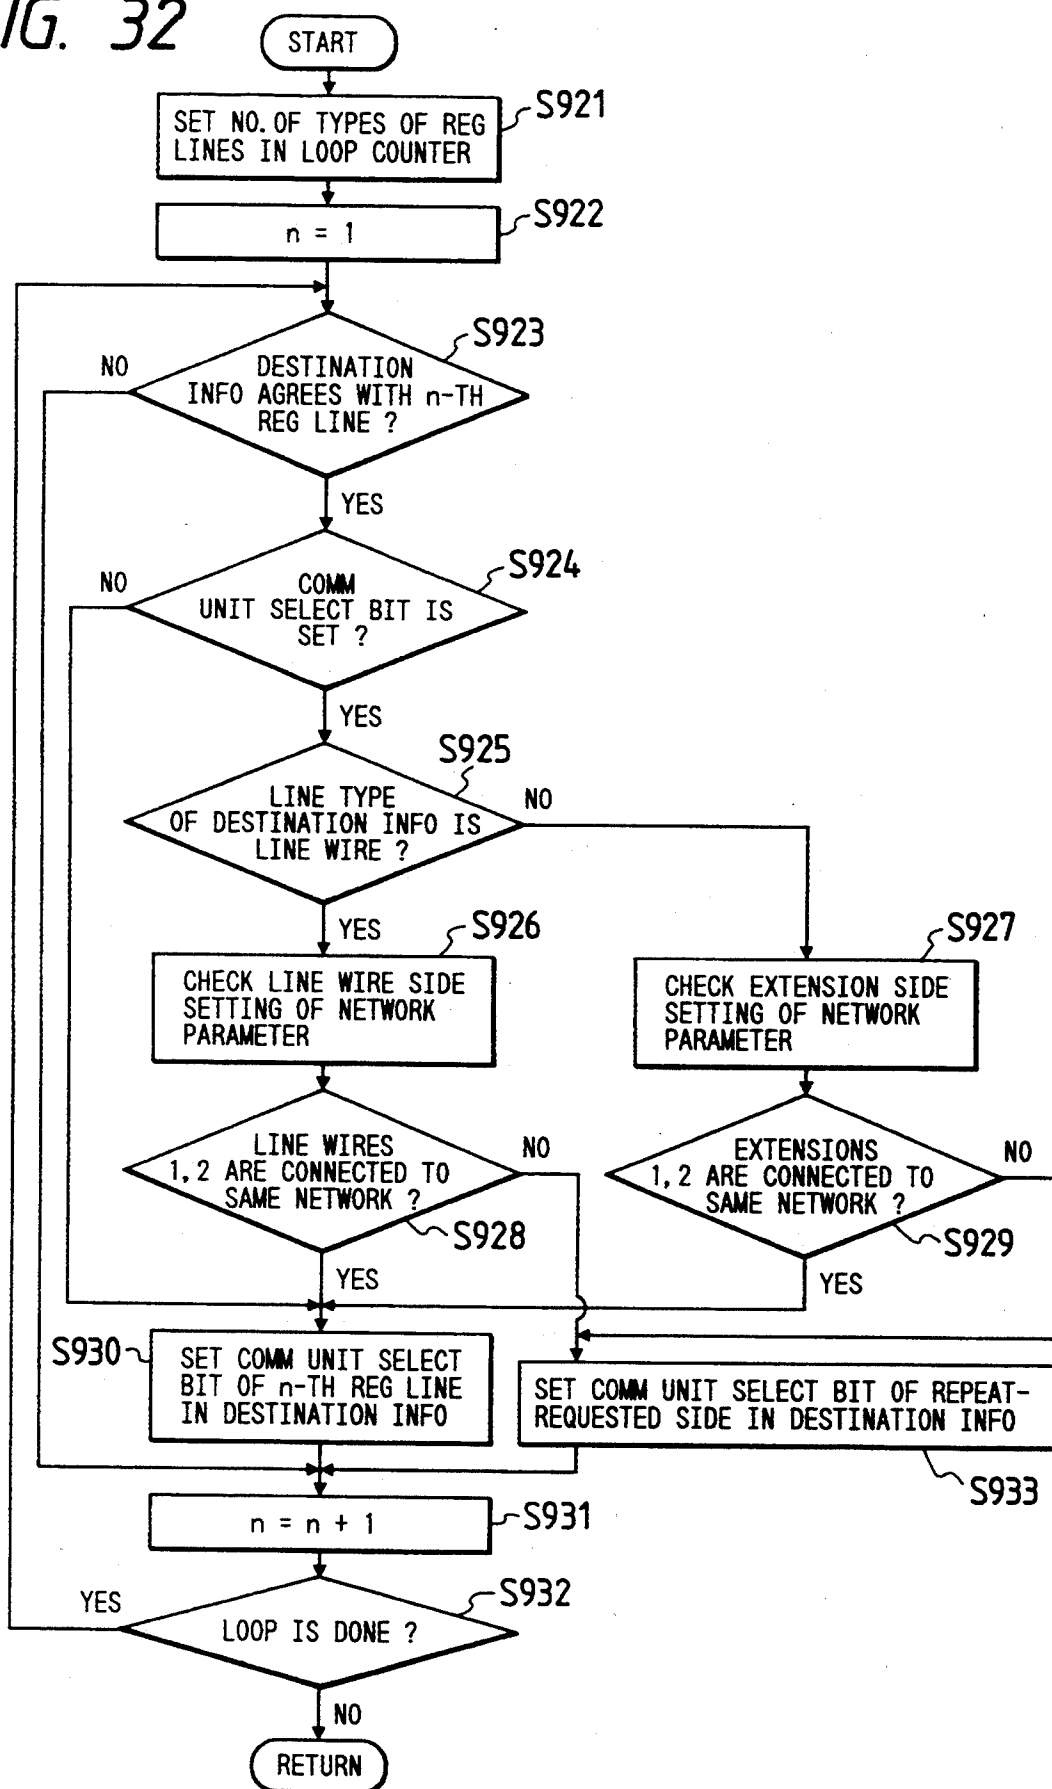 IG. 32
START
SET NO. OF TYPES OF REG
LINES IN LOOP COUNTER
S921
n = 1
S922
DESTINATION
INFO AGREES WITH n-TH
REG LINE ?
S923
NO
YES
COMM
UNIT SELECT BIT IS
SET ?
S924
NO
YES
LINE TYPE
OF DESTINATION INFO IS
LINE WIRE ?
S925
NO
YES
CHECK LINE WIRE SIDE
SETTING OF NETWORK
PARAMETER
S926
CHECK EXTENSION SIDE
SETTING OF NETWORK
PARAMETER
S927
LINE WIRES
1, 2 ARE CONNECTED TO
SAME NETWORK ?
S928
NO
YES
EXTENSIONS
1, 2 ARE CONNECTED TO
SAME NETWORK ?
S929
NO
YES
S930
SET COMM UNIT SELECT
BIT OF n-TH REG LINE
IN DESTINATION INFO
SET COMM UNIT SELECT BIT OF REPEAT-
REQUESTED SIDE IN DESTINATION INFO
S933
n = n + 1
S931
LOOP IS DONE ?
S932
YES
NO
RETURN